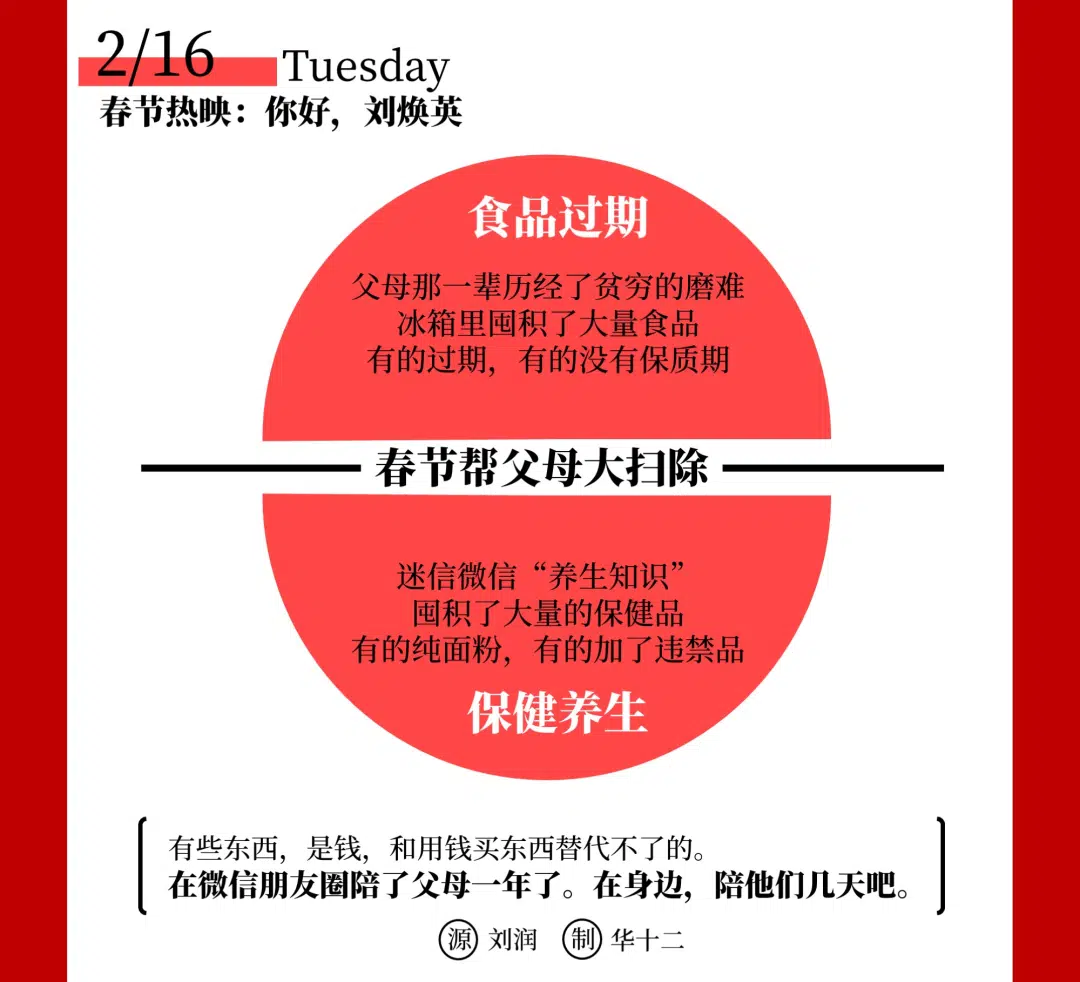 2/16 Tuesday
春节热映：你好，刘焕英
食品过期
父母那一辈历经了贫穷的磨难
冰箱里囤积了大量食品
有的过期，有的没有保质期
春节帮父母大扫除
迷信微信“养生知识”
囤积了大量的保健品
有的纯面粉，有的加了违禁品
保健养生
有些东西，是钱，和用钱买东西替代不了的。
在微信朋友圈陪了父母一年了。在身边，陪他们几天吧。
源 刘润 制 华十二